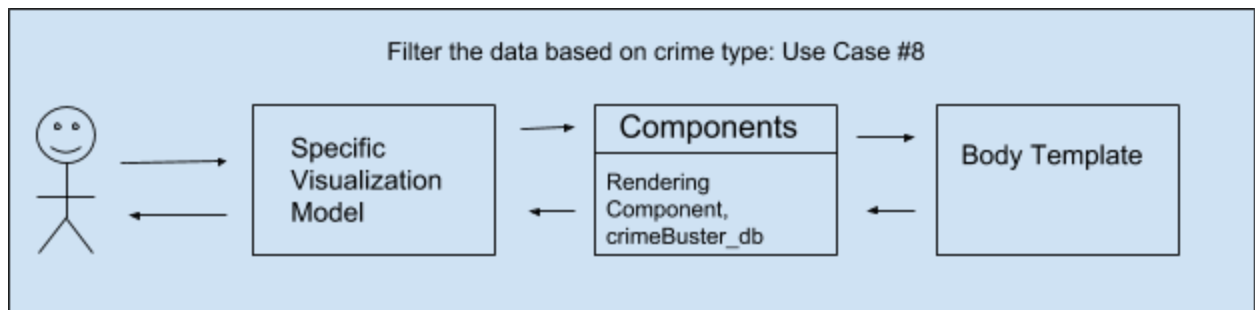 Filter the data based on crime type: Use Case #8
Specific
Visualization
Model
Components
Rendering
Component,
crimeBuster_db
Body Template